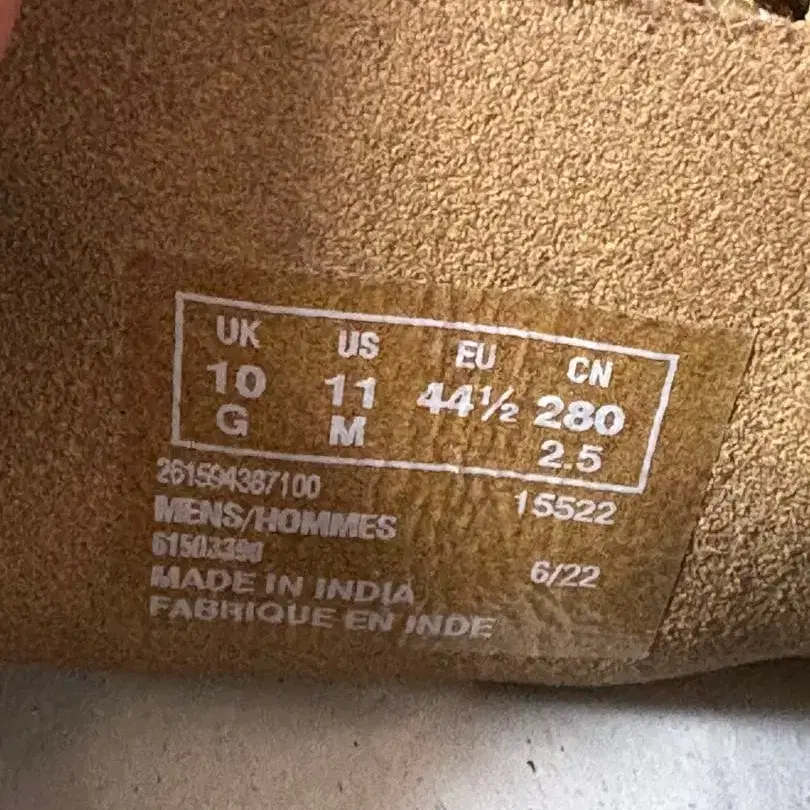 UK US EU CN
10 11 44½ 280
G M 2.5
261594387100 15522
MENS/HOMMES
6/22
MADE IN INDIA
FABRIQUE EN INDE